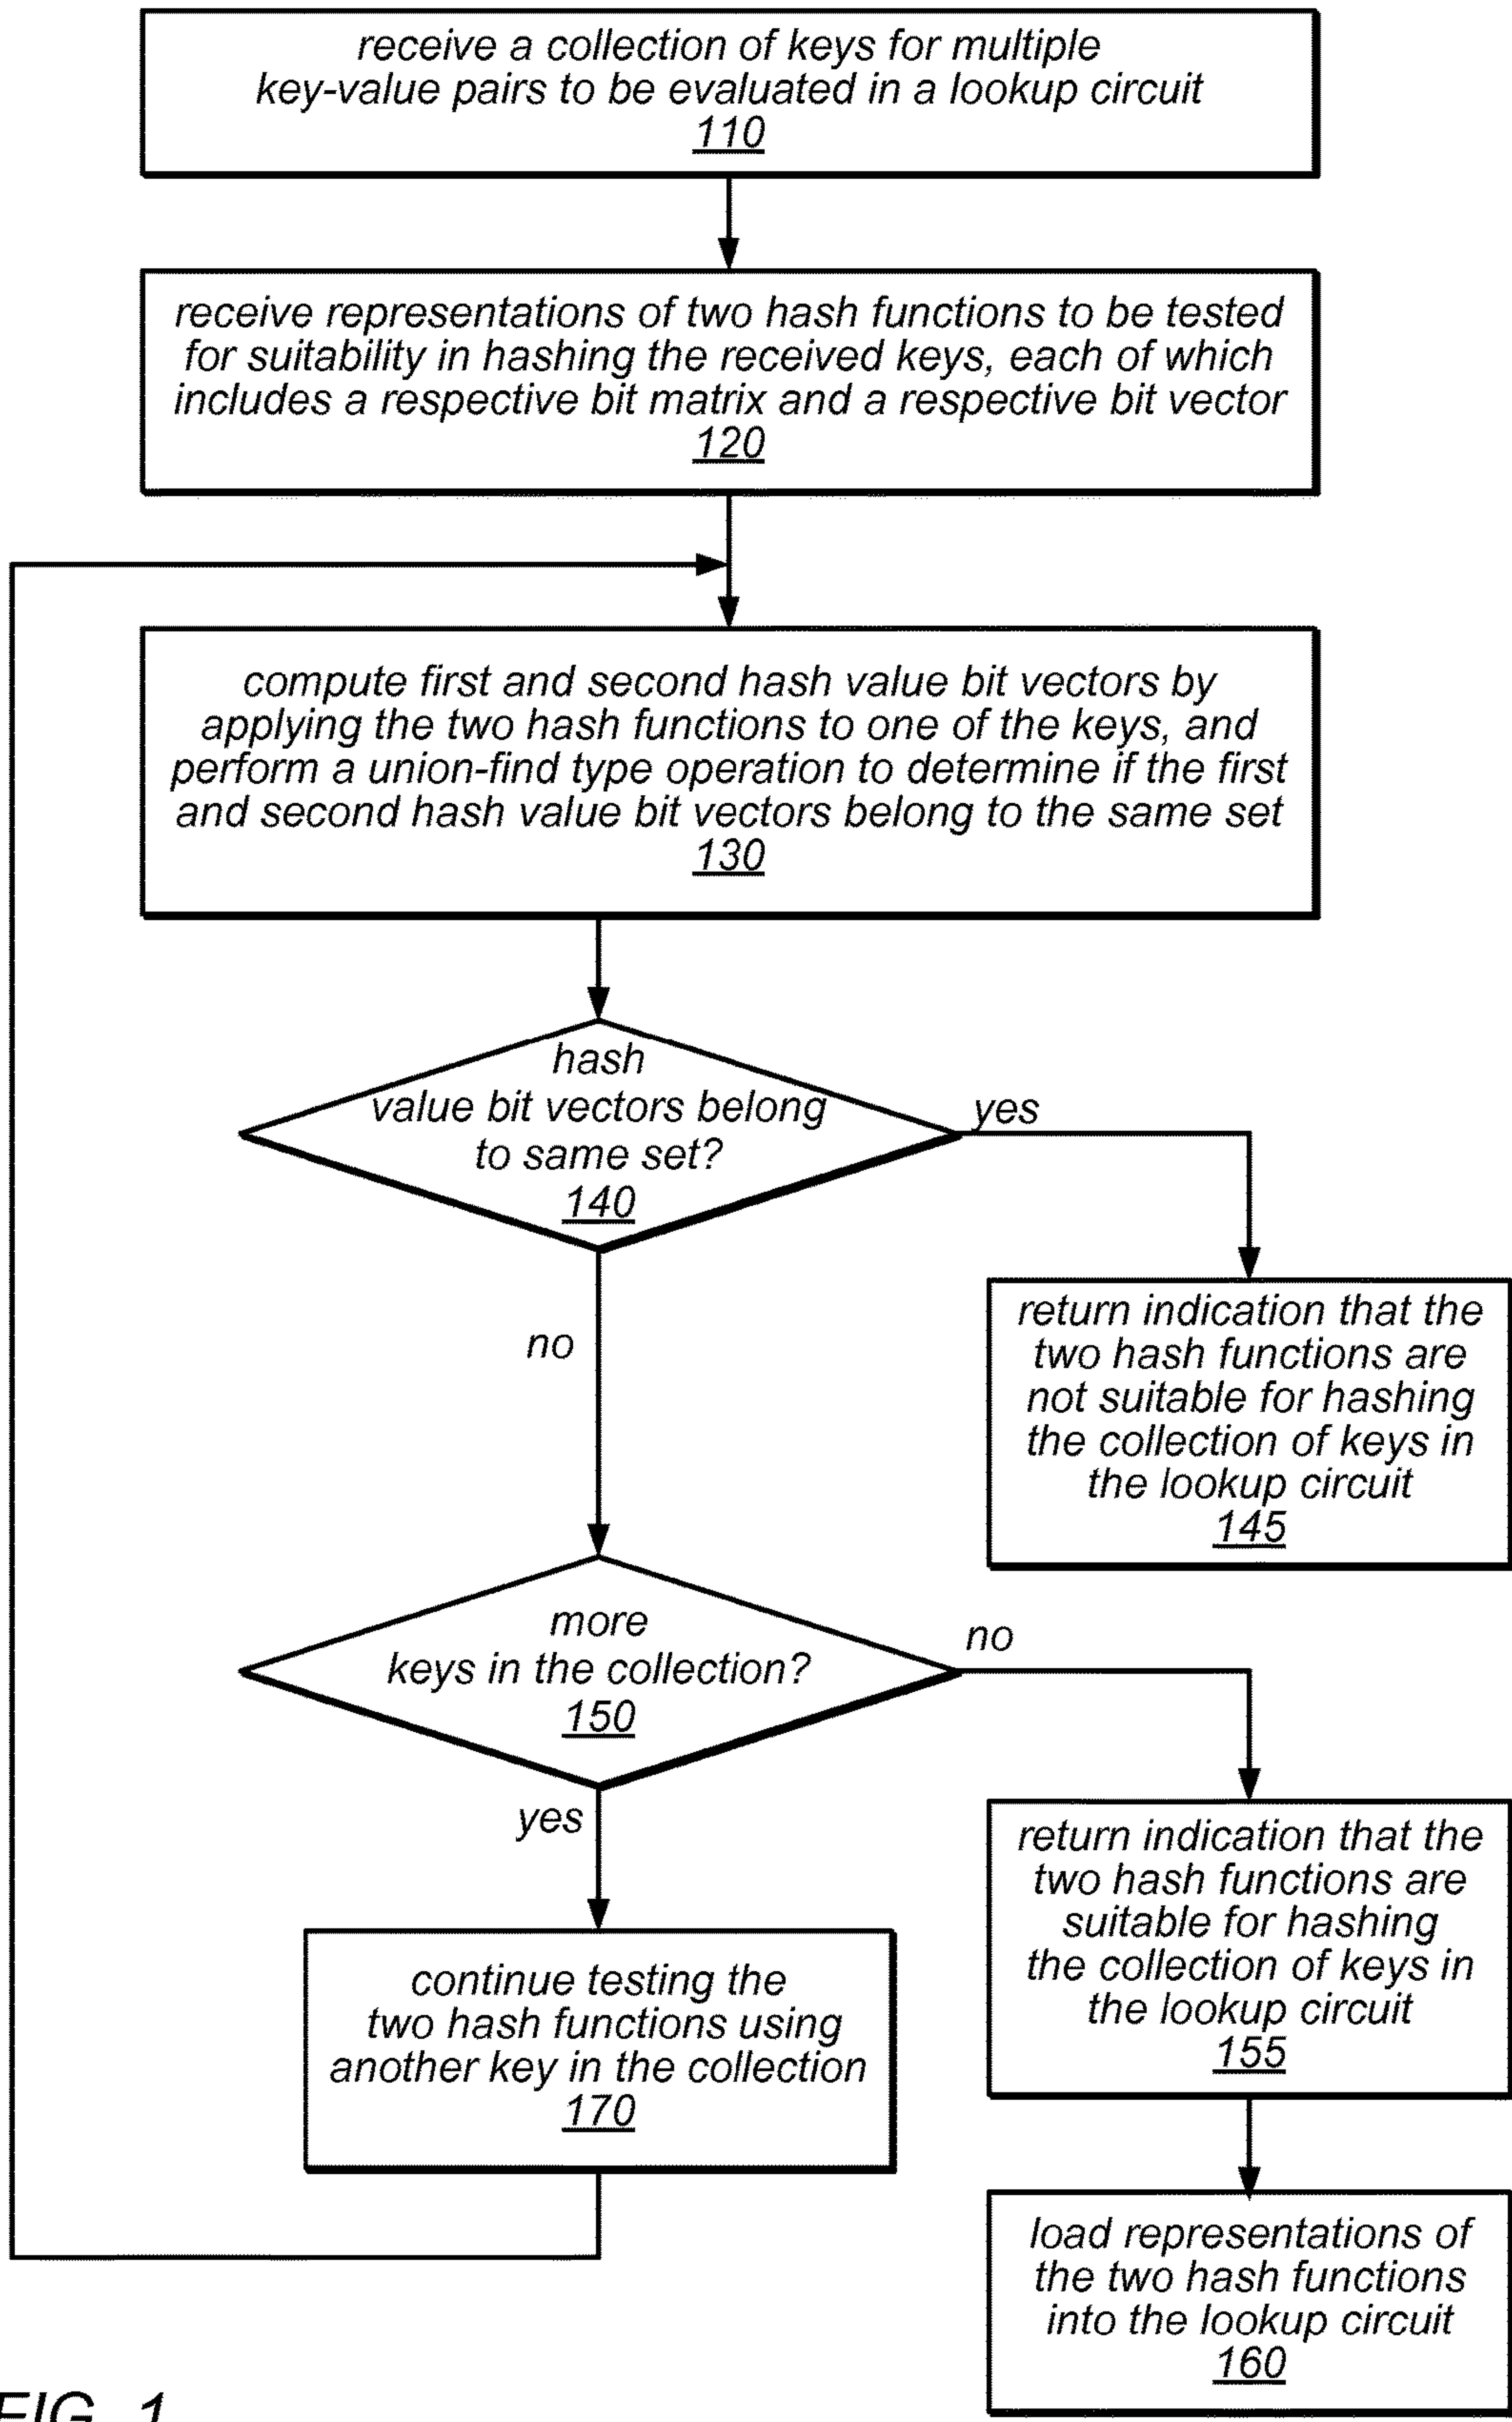 receive a collection of keys for multiple
key-value pairs to be evaluated in a lookup circuit
110
receive representations of two hash functions to be tested
for suitability in hashing the received keys, each of which
includes a respective bit matrix and a respective bit vector
120
compute first and second hash value bit vectors by
applying the two hash functions to one of the keys, and
perform a union-find type operation to determine if the first
and second hash value bit vectors belong to the same set
130
hash
value bit vectors belong
to same set?
140
yes
no
return indication that the
two hash functions are
not suitable for hashing
the collection of keys in
the lookup circuit
145
more
keys in the collection?
150
no
yes
return indication that the
two hash functions are
suitable for hashing
the collection of keys in
the lookup circuit
155
continue testing the
two hash functions using
another key in the collection
170
load representations of
the two hash functions
into the lookup circuit
160
FIG. 1